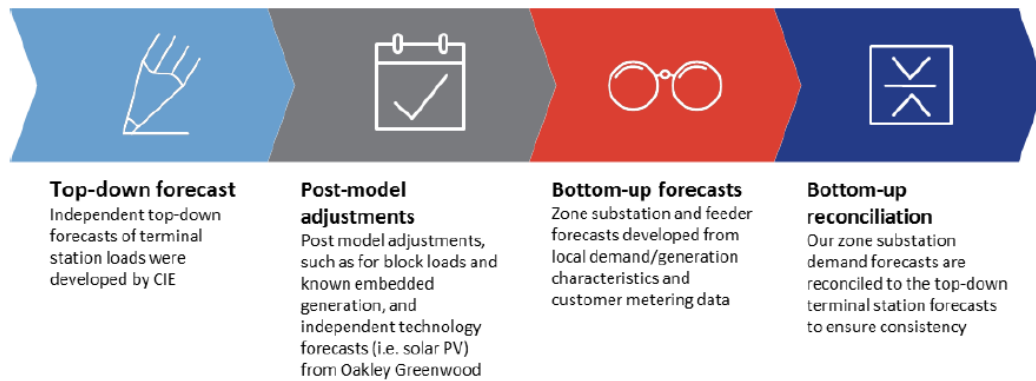 Top-down forecast
Independent top-down
forecasts of terminal
station loads were
developed by CIE
Post-model
adjustments
Post model adjustments,
such as for block loads and
known embedded
generation, and
independent technology
forecasts (i.e. solar PV)
from Oakley Greenwood
Bottom-up forecasts
Zone substation and feeder
forecasts developed from
local demand/generation
characteristics and
customer metering data
Bottom-up
reconciliation
Our zone substation
demand forecasts are
reconciled to the top-down
terminal station forecasts
to ensure consistency